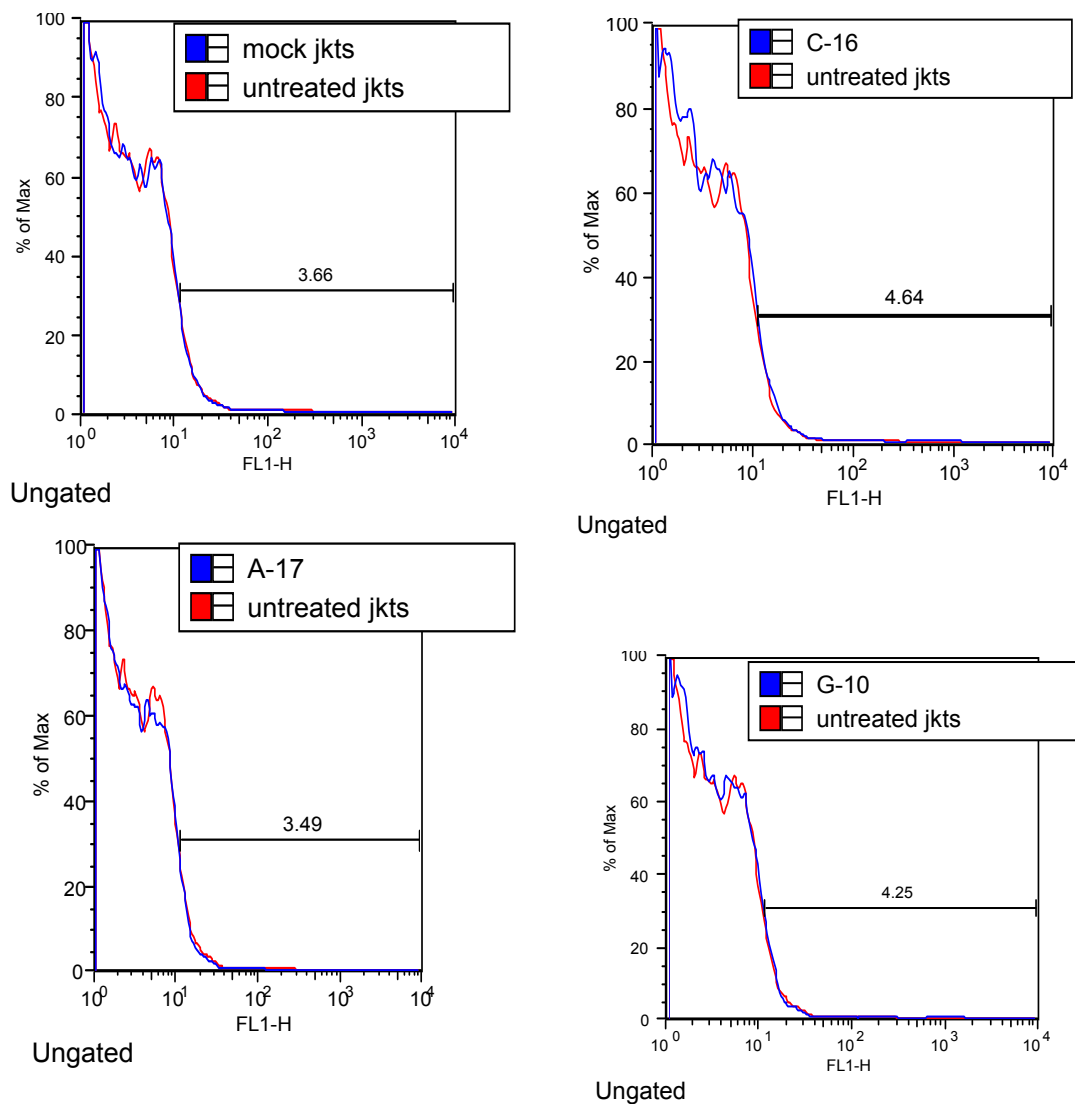 mock jkts
untreated jkts
100
80
60
40
20
0
% of Max
3.66
10^0 10^1 10^2 10^3 10^4
FL1-H
Ungated
C-16
untreated jkts
100
80
60
40
20
0
% of Max
4.64
10^0 10^1 10^2 10^3 10^4
FL1-H
Ungated
A-17
untreated jkts
100
80
60
40
20
0
% of Max
3.49
10^0 10^1 10^2 10^3 10^4
FL1-H
Ungated
G-10
untreated jkts
100
80
60
40
20
0
% of Max
4.25
10^0 10^1 10^2 10^3 10^4
FL1-H
Ungated